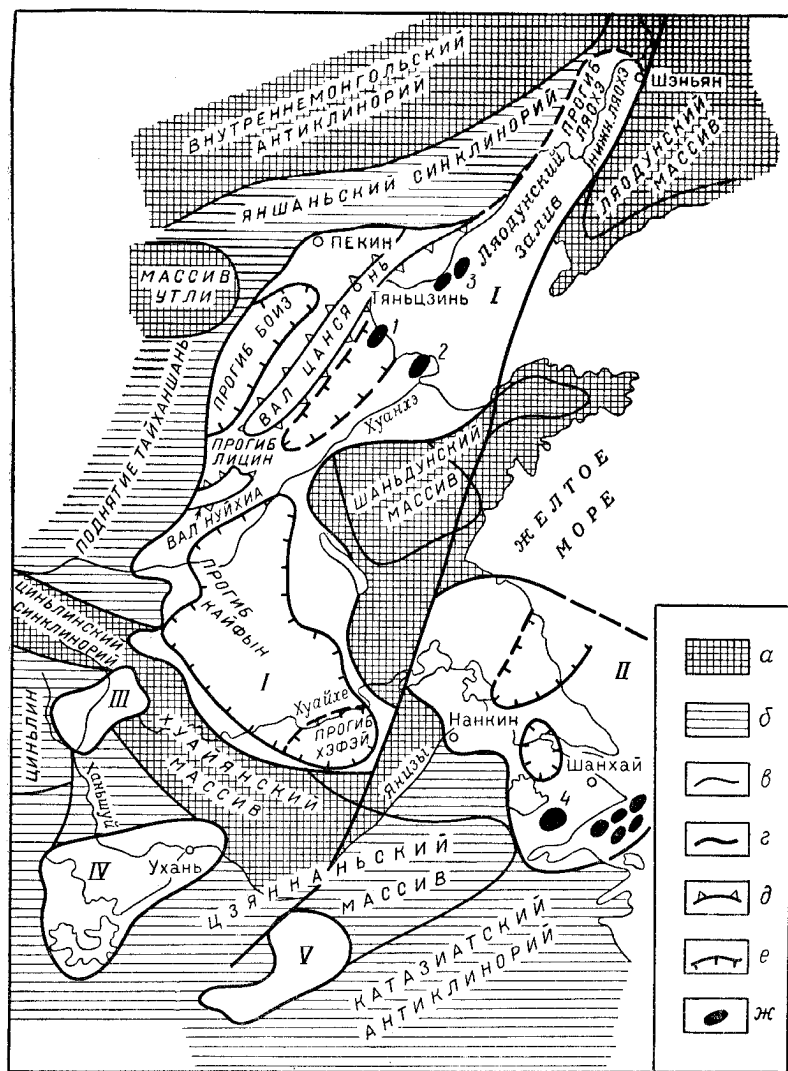 ВНУТРЕННЕМОНГОЛЬСКИЙ
АНТИКЛИНОРИЙ
ЯНШАНЬСКИЙ СИНКЛИНОРИЙ
ПРОГИБ
ЛЯОХЭ
НИЖН. ЛЯОХЭ
Шэньян
ЛЯОДУНСКИЙ
МАССИВ
Ляодунский
залив
Пекин
МАССИВ
УТЛИ
Тяньцзинь
3
I
ПРОГИБ БОИЗ
ВАЛ ЦАНСЯНЬ
1
2
Хуанхэ
ПОДНЯТИЕ ТАЙХАНШАНЬ
ПРОГИБ
ЛИЦИН
ВАЛ НУЙХИА
ШАНЬДУНСКИЙ
МАССИВ
ЖЕЛТОЕ
МОРЕ
ПРОГИБ
КАЙФЫН
ЦИНЬЛИНСКИЙ
СИНКЛИНОРИЙ
I
II
III
Хуайхе
ПРОГИБ
ХЭФЭЙ
Нанкин
Янцзы
ХУАЙЯНСКИЙ
МАССИВ
ЦИНЬЛИН
Ханьшуй
Шанхай
4
IV
Ухань
ЦЗЯННАНЬСКИЙ
МАССИВ
V
КАТАЗИАТСКИЙ
АНТИКЛИНОРИЙ
а
б
в
г
д
е
ж